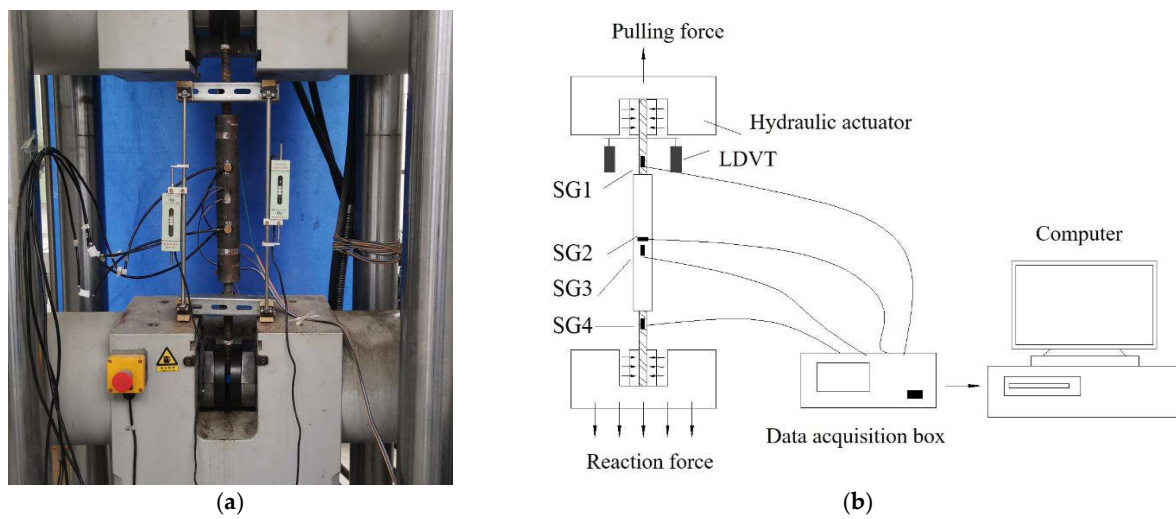 Pulling force
Hydraulic actuator
LDVT
SG1
SG2
SG3
SG4
Computer
Data acquisition box
Reaction force
(a)
(b)